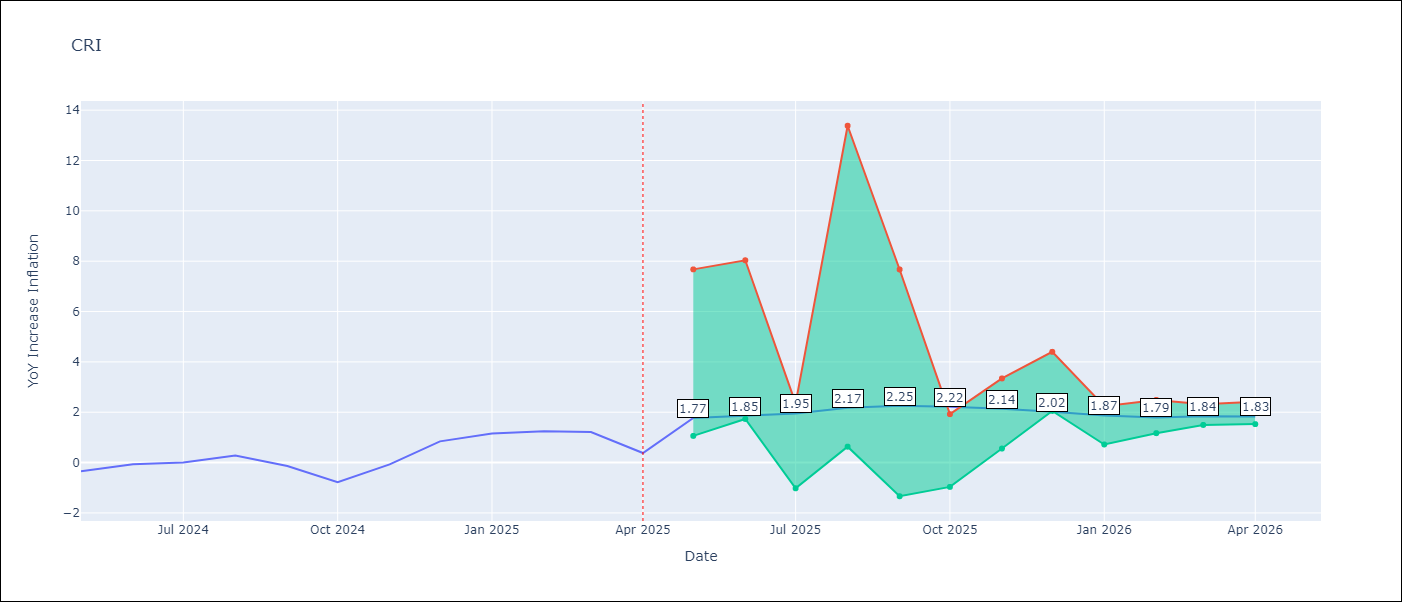 CRI
14
12
10
8
6
4
2
0
−2
YoY Increase Inflation
1.77
1.85
1.95
2.17
2.25
2.22
2.14
2.02
1.87
1.79
1.84
1.83
Jul 2024
Oct 2024
Jan 2025
Apr 2025
Jul 2025
Oct 2025
Jan 2026
Apr 2026
Date